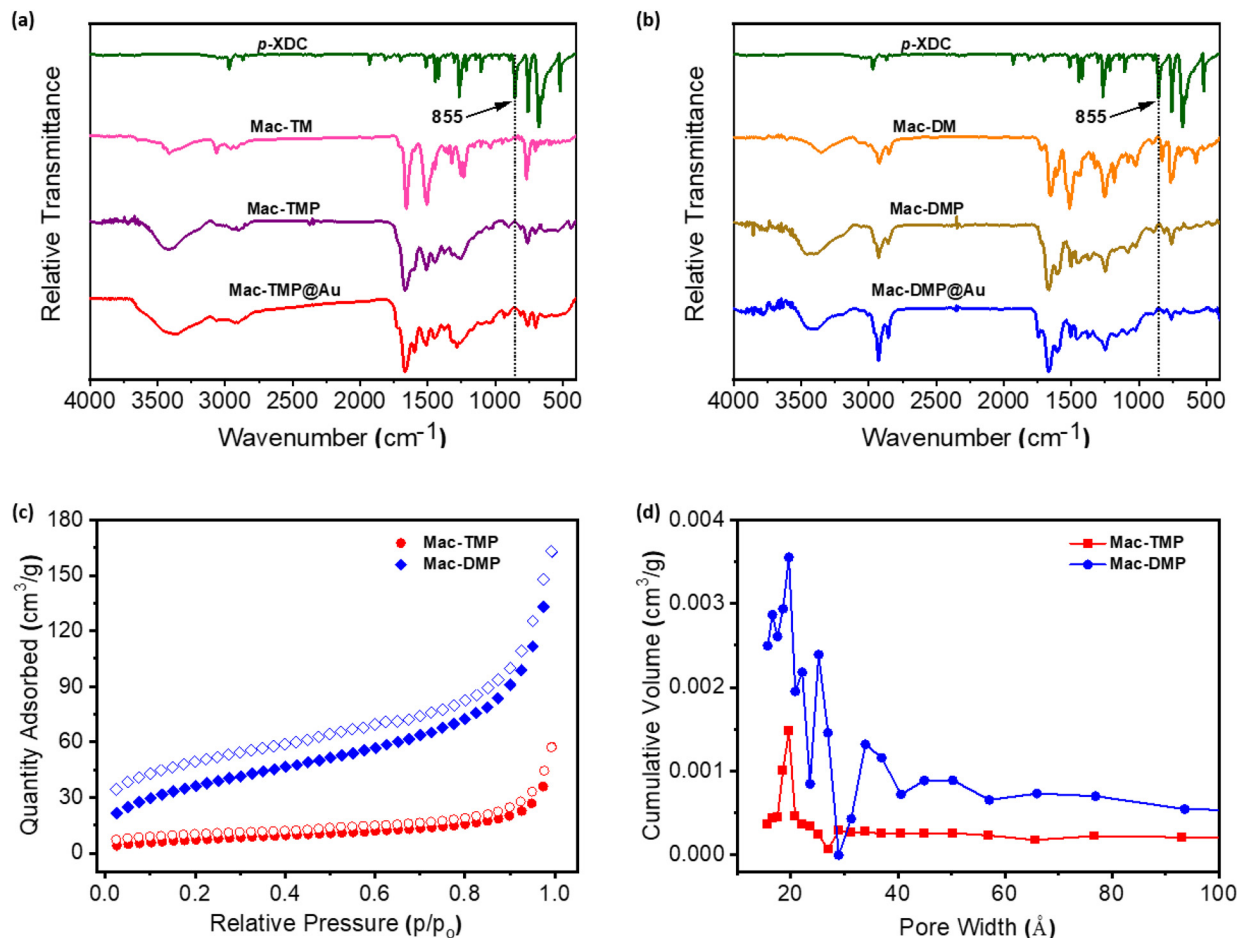 (a)
p-XDC
855
Mac-TM
Mac-TMP
Mac-TMP@Au
Relative Transmittance
4000 3500 3000 2500 2000 1500 1000 500
Wavenumber (cm⁻¹)
(b)
p-XDC
855
Mac-DM
Mac-DMP
Mac-DMP@Au
Relative Transmittance
4000 3500 3000 2500 2000 1500 1000 500
Wavenumber (cm⁻¹)
(c)
180
150
120
90
60
30
0
Quantity Adsorbed (cm³/g)
Mac-TMP
Mac-DMP
0.0 0.2 0.4 0.6 0.8 1.0
Relative Pressure (p/pₒ)
(d)
0.004
0.003
0.002
0.001
0.000
Cumulative Volume (cm³/g)
Mac-TMP
Mac-DMP
20 40 60 80 100
Pore Width (Å)